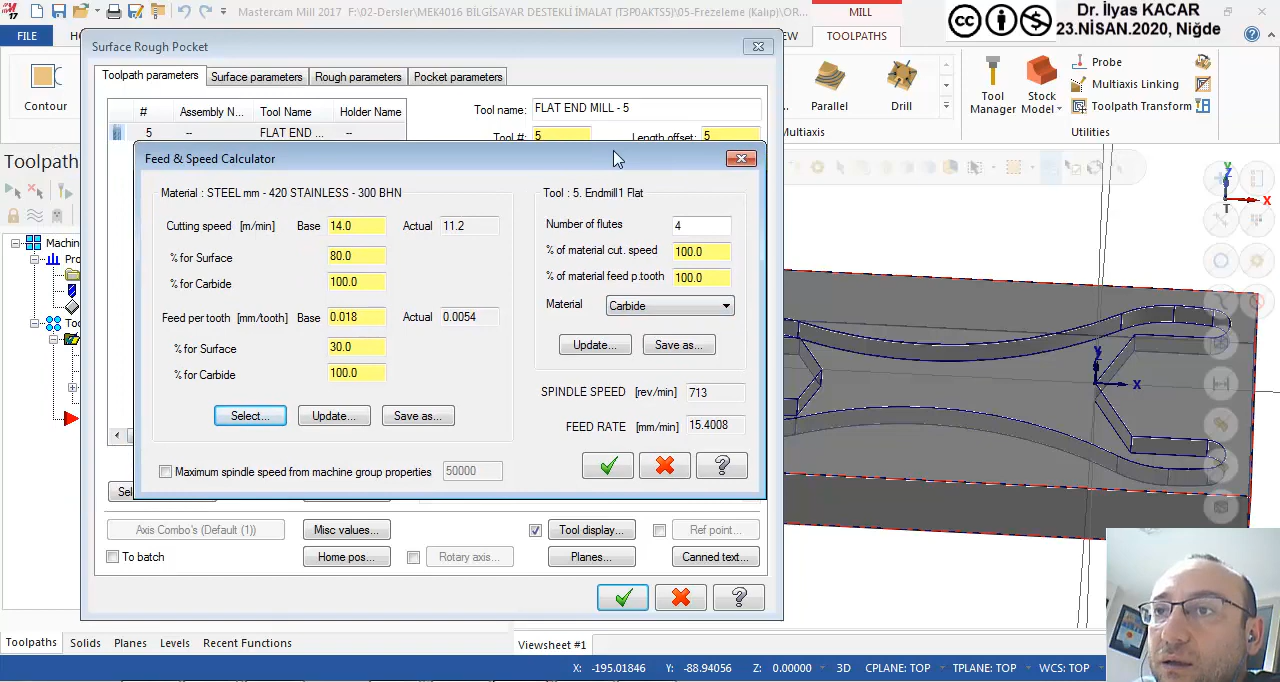 Mastercam Mill 2017 F:\02-Dersler\MEK4016 BİLGİSAYAR DESTEKLİ İMALAT (T3P0AKTS5)\05-Frezeleme (Kalıp)\OR...
MILL
Dr. İlyas KACAR
23.NİSAN.2020, Niğde
FILE
VIEW
TOOLPATHS
Contour
Parallel
Drill
Tool Manager
Stock Model
Probe
Multiaxis Linking
Toolpath Transform
Multiaxis
Utilities
Surface Rough Pocket
Toolpath parameters
Surface parameters
Rough parameters
Pocket parameters
# Assembly N... Tool Name Holder Name
5 -- FLAT END ... --
Tool name: FLAT END MILL - 5
Tool #: 5 Length offset: 5
Feed & Speed Calculator
Material : STEEL mm - 420 STAINLESS - 300 BHN
Cutting speed [m/min] Base 14.0 Actual 11.2
% for Surface 80.0
% for Carbide 100.0
Feed per tooth [mm/tooth] Base 0.018 Actual 0.0054
% for Surface 30.0
% for Carbide 100.0
Select... Update... Save as...
Maximum spindle speed from machine group properties 50000
Tool : 5. Endmill1 Flat
Number of flutes 4
% of material cut. speed 100.0
% of material feed p.tooth 100.0
Material Carbide
Update... Save as...
SPINDLE SPEED [rev/min] 713
FEED RATE [mm/min] 15.4008
Axis Combo's (Default (1)) Misc values... Tool display... Ref point...
To batch Home pos... Rotary axis... Planes... Canned text...
Toolpath
Machin
Toolpaths Solids Planes Levels Recent Functions
Viewsheet #1
X: -195.01846 Y: -88.94056 Z: 0.00000 3D CPLANE: TOP TPLANE: TOP WCS: TOP